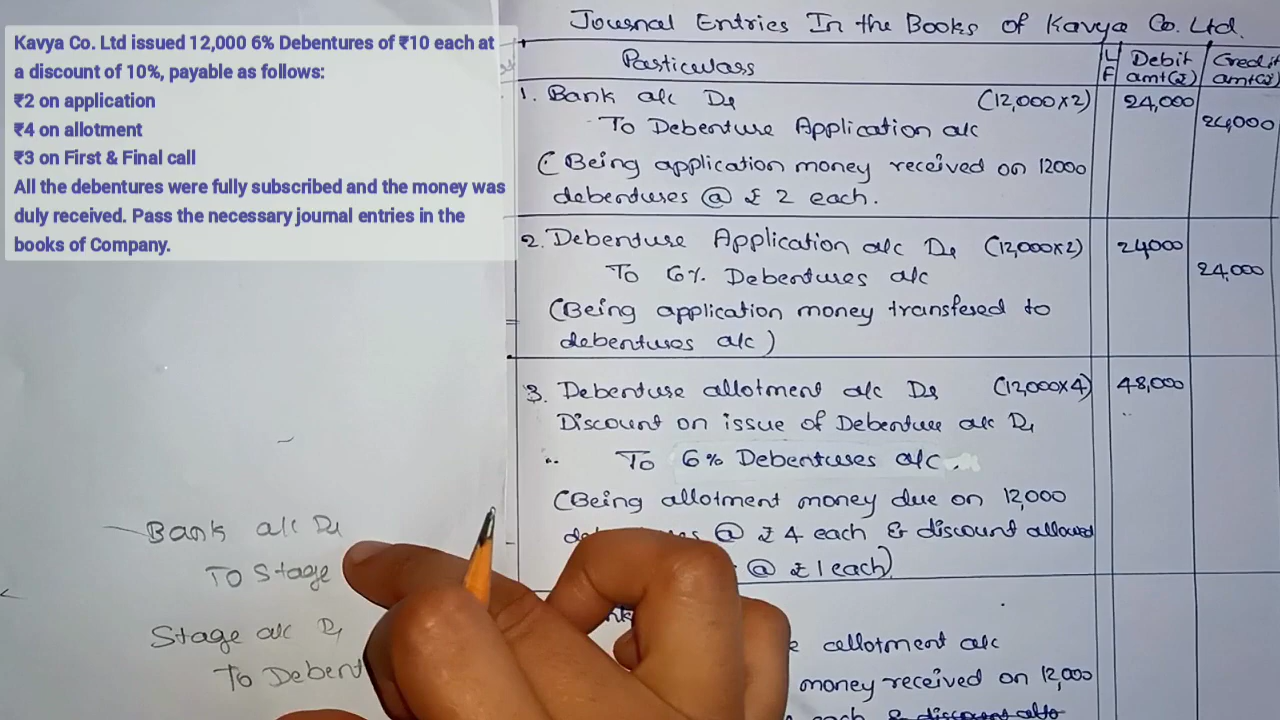 Kavya Co. Ltd issued 12,000 6% Debentures of ₹10 each at
a discount of 10%, payable as follows:
₹2 on application
₹4 on allotment
₹3 on First & Final call
All the debentures were fully subscribed and the money was
duly received. Pass the necessary journal entries in the
books of Company.
Journal Entries In the Books of Kavya Co. Ltd.
Particulars LF Debit amt(₹) Credit amt(₹)
1. Bank a/c Dr (12,000x2) 24,000
To Debenture Application a/c 24,000
(Being application money received on 12000
debentures @ ₹ 2 each.
2. Debenture Application a/c Dr (12,000x2) 24000
To 6% Debentures a/c 24,000
(Being application money transfered to
debentures a/c)
3. Debenture allotment a/c Dr (12,000x4) 48,000
Discount on issue of Debenture a/c Dr
To 6% Debentures a/c.
(Being allotment money due on 12,000
@ ₹ 4 each & discount allowed
@ ₹ 1 each)
allotment a/c
money received on 12,000
each & discount allo
Bank a/c Dr
To Stage
Stage a/c Dr
To Debent